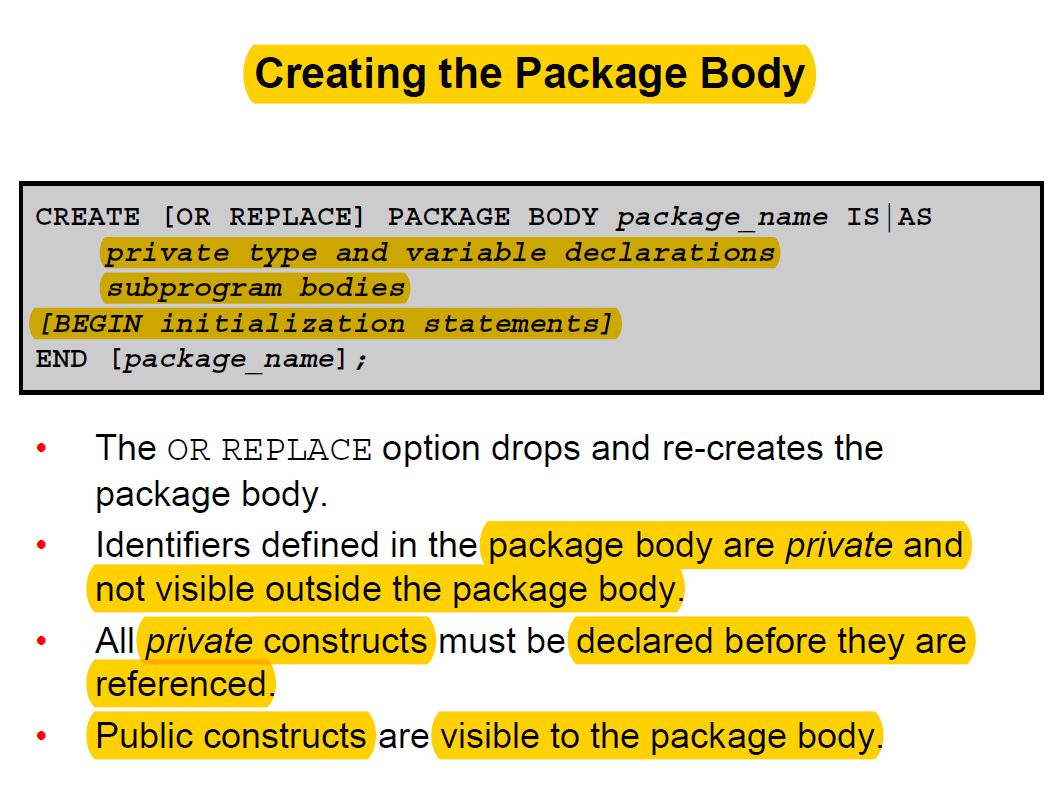 Creating the Package Body
CREATE [OR REPLACE] PACKAGE BODY package_name IS|AS
private type and variable declarations
subprogram bodies
[BEGIN initialization statements]
END [package_name];
• The OR REPLACE option drops and re-creates the
package body.
• Identifiers defined in the package body are private and
not visible outside the package body.
• All private constructs must be declared before they are
referenced.
• Public constructs are visible to the package body.